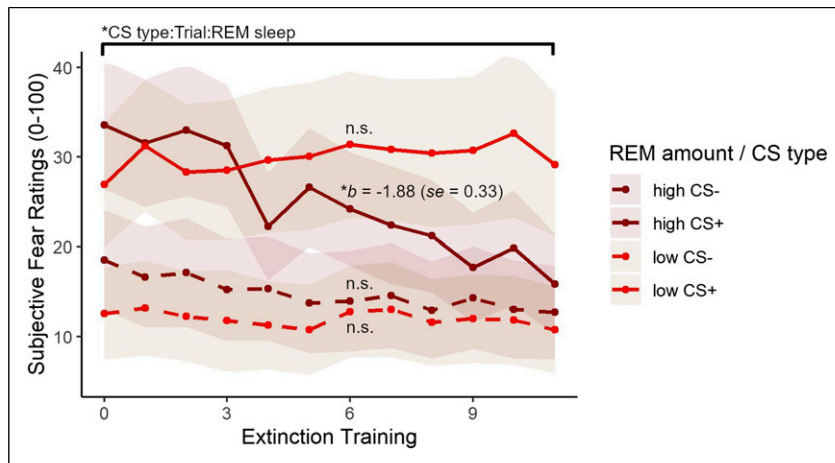 *CS type:Trial:REM sleep
40
30
20
10
Subjective Fear Ratings (0-100)
n.s.
*b = -1.88 (se = 0.33)
n.s.
n.s.
0
3
6
9
Extinction Training
REM amount / CS type
high CS-
high CS+
low CS-
low CS+